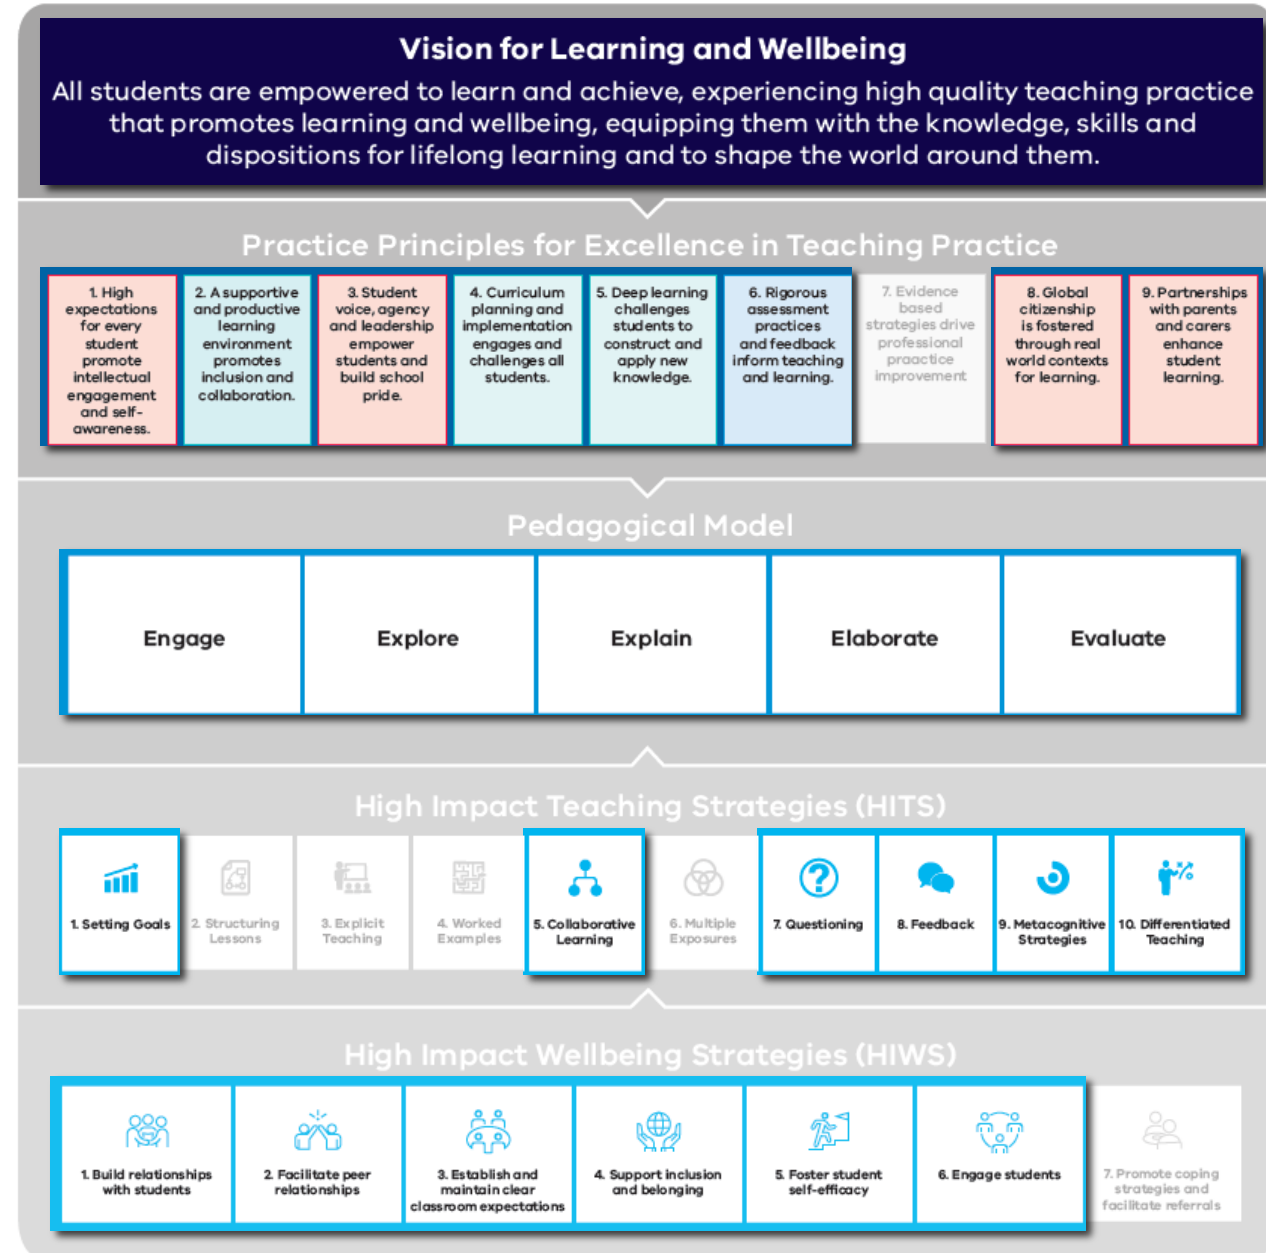 Vision for Learning and Wellbeing
All students are empowered to learn and achieve, experiencing high quality teaching practice
that promotes learning and wellbeing, equipping them with the knowledge, skills and
dispositions for lifelong learning and to shape the world around them.
Practice Principles for Excellence in Teaching Practice
1. High
expectations
for every
student
promote
intellectual
engagement
and self-
awareness.
2. A supportive
and productive
learning
environment
promotes
inclusion and
collaboration.
3. Student
voice, agency
and leadership
empower
students and
build school
pride.
4. Curriculum
planning and
implementation
engages and
challenges all
students.
5. Deep learning
challenges
students to
construct and
apply new
knowledge.
6. Rigorous
assessment
practices
and feedback
inform teaching
and learning.
7. Evidence
based
strategies drive
professional
praactice
improvement
8. Global
citizenship
is fostered
through real
world contexts
for learning.
9. Partnerships
with parents
and carers
enhance
student
learning.
Pedagogical Model
Engage
Explore
Explain
Elaborate
Evaluate
High Impact Teaching Strategies (HITS)
1. Setting Goals
2. Structuring
Lessons
3. Explicit
Teaching
4. Worked
Examples
5. Collaborative
Learning
6. Multiple
Exposures
7. Questioning
8. Feedback
9. Metacognitive
Strategies
10. Differentiated
Teaching
High Impact Wellbeing Strategies (HIWS)
1. Build relationships
with students
2. Facilitate peer
relationships
3. Establish and
maintain clear
classroom expectations
4. Support inclusion
and belonging
5. Foster student
self-efficacy
6. Engage students
7. Promote coping
strategies and
facilitate referrals